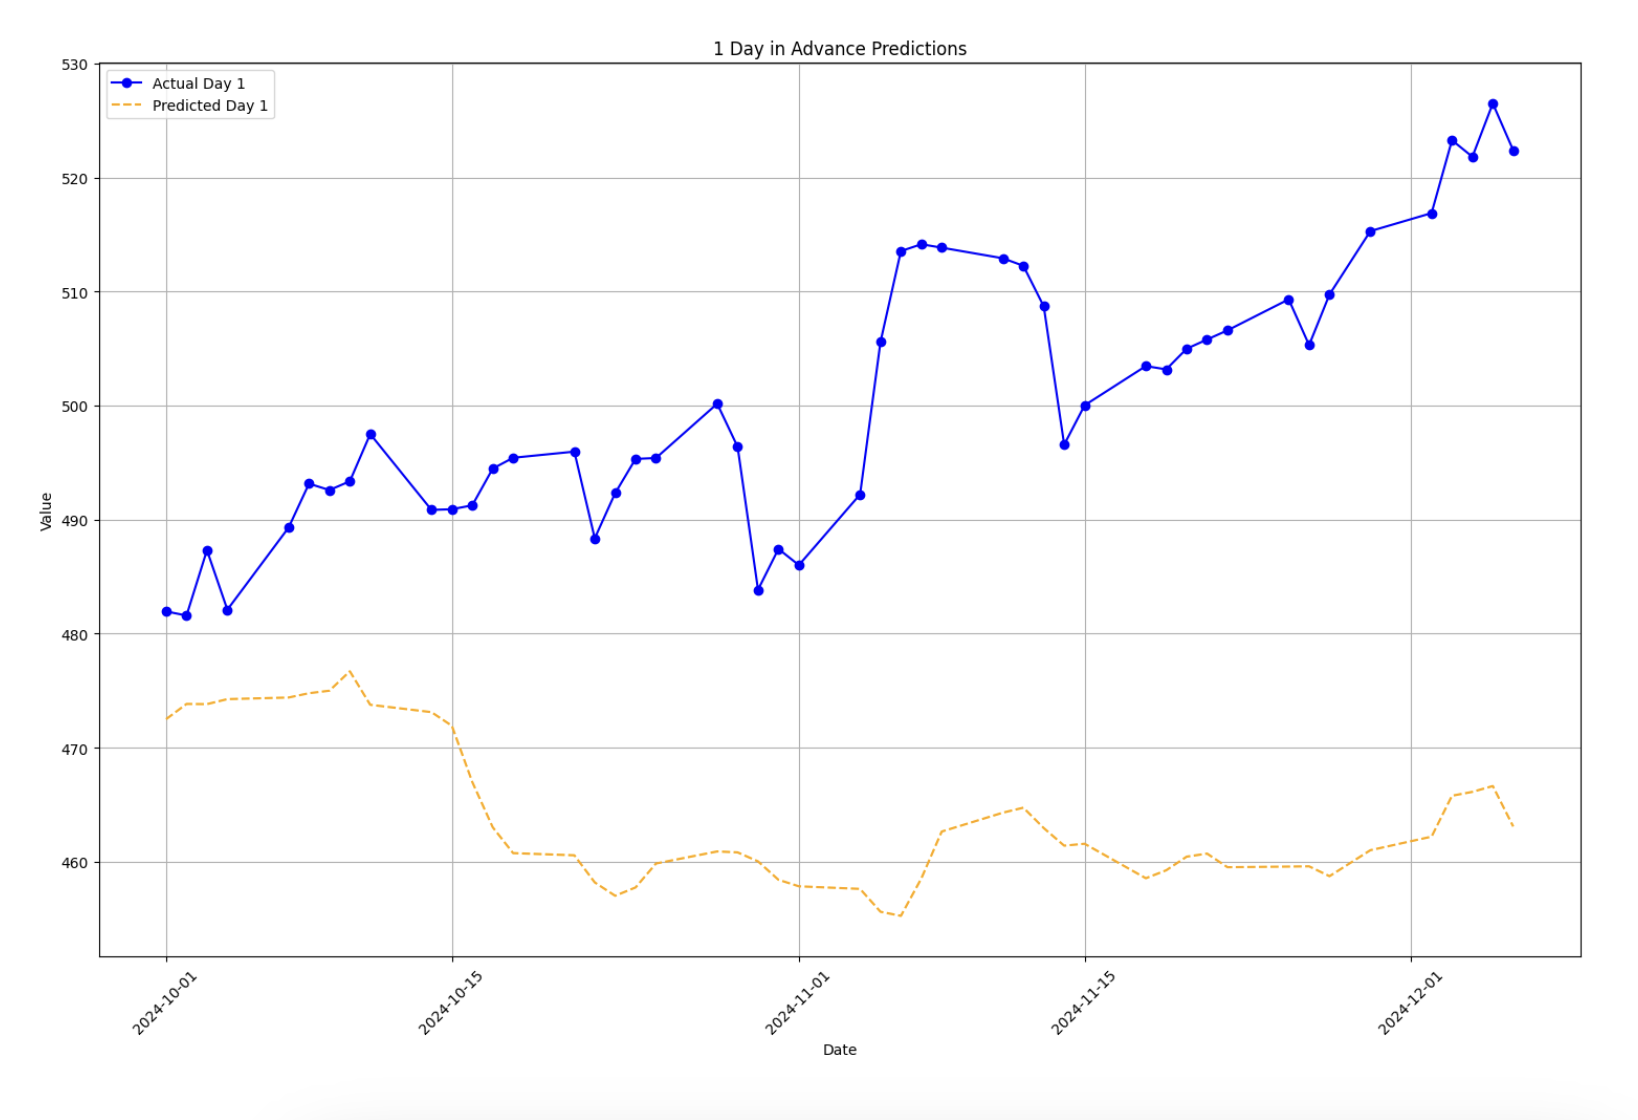 1 Day in Advance Predictions
Actual Day 1
Predicted Day 1
530
520
510
500
490
480
470
460
Value
2024-10-01
2024-10-15
2024-11-01
2024-11-15
2024-12-01
Date